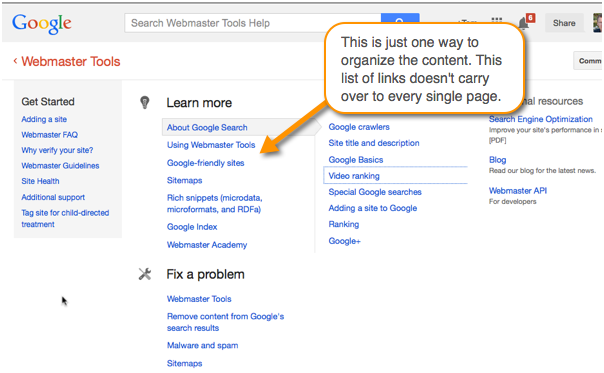 Google
Search Webmaster Tools Help
6
Share
‹ Webmaster Tools
This is just one way to
organize the content. This
list of links doesn't carry
over to every single page.
Get Started
Adding a site
Webmaster FAQ
Why verify your site?
Webmaster Guidelines
Site Health
Additional support
Tag site for child-directed
treatment
Learn more
About Google Search
Using Webmaster Tools
Google-friendly sites
Sitemaps
Rich snippets (microdata,
microformats, and RDFa)
Google Index
Webmaster Academy
Google crawlers
Site title and description
Google Basics
Video ranking
Special Google searches
Adding a site to Google
Ranking
Google+
resources
Search Engine Optimization
Improve your site's performance in
[PDF]
Blog
Read our blog for the latest news.
Webmaster API
For developers
Fix a problem
Webmaster Tools
Remove content from Google's
search results
Malware and spam
Sitemaps